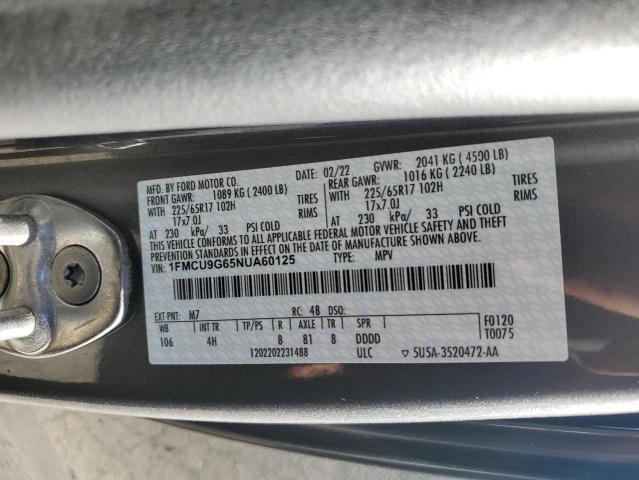 MFD. BY FORD MOTOR CO.
02/22 GVWR: 2041 KG ( 4500 LB)
FRONT GAWR: 1089 KG ( 2400 LB) REAR GAWR: 1016 KG ( 2240 LB)
WITH 225/65R17 102H TIRES WITH 225/65R17 102H TIRES
17x7.0J RIMS 17x7.0J RIMS
AT 230 kPa/ 33 PSI COLD AT 230 kPa/ 33 PSI COLD
THIS VEHICLE CONFORMS TO ALL APPLICABLE FEDERAL MOTOR VEHICLE SAFETY AND THEFT
PREVENTION STANDARDS IN EFFECT ON THE DATE OF MANUFACTURE SHOWN ABOVE.
VIN: 1FMCU9G65NUA60125 TYPE: MPV
EXT PNT: M7 RC: 48 DSO:
WB INT TR TP/PS R AXLE TR SPR F0120
106 4H 8 81 8 DDDD T0075
1202202231488 ULC ▽ 5U5A-3520472-AA